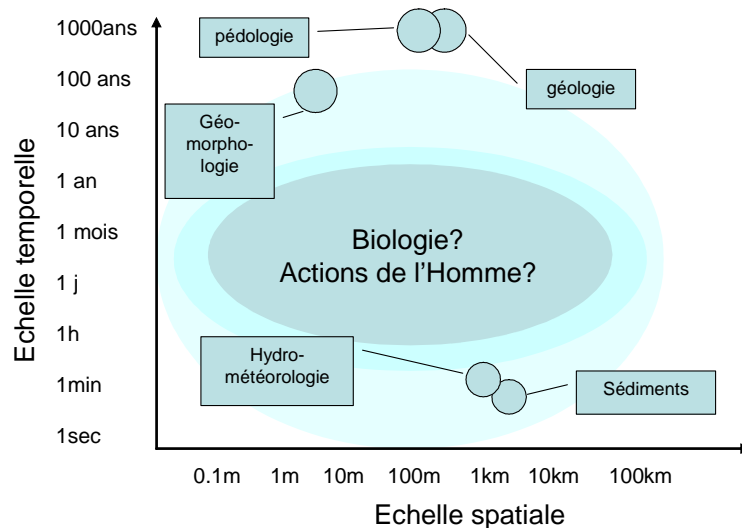 1000ans
pédologie
100 ans
géologie
Géo-
morpho-
logie
10 ans
1 an
1 mois
Biologie?
Actions de l'Homme?
1 j
1h
Hydro-
météorologie
1min
Sédiments
1sec
Echelle temporelle
0.1m 1m 10m 100m 1km 10km 100km
Echelle spatiale